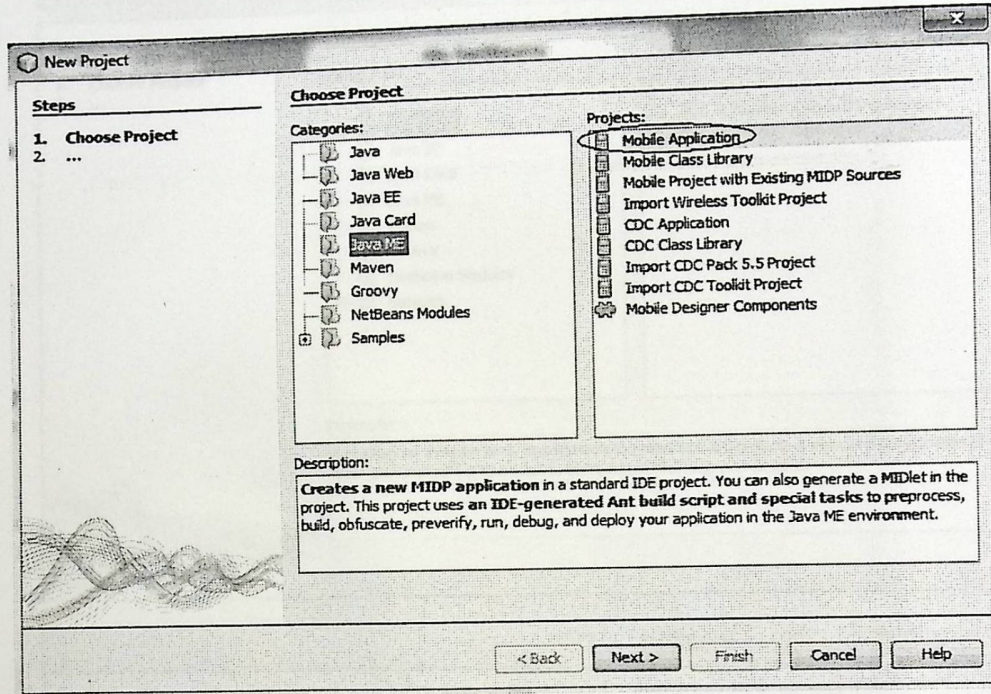 New Project
Steps
1. Choose Project
2. ...
Choose Project
Categories:
Java
Java Web
Java EE
Java Card
Java ME
Maven
Groovy
NetBeans Modules
Samples
Projects:
Mobile Application
Mobile Class Library
Mobile Project with Existing MIDP Sources
Import Wireless Toolkit Project
CDC Application
CDC Class Library
Import CDC Pack 5.5 Project
Import CDC Toolkit Project
Mobile Designer Components
Description:
Creates a new MIDP application in a standard IDE project. You can also generate a MIDlet in the
project. This project uses an IDE-generated Ant build script and special tasks to preprocess,
build, obfuscate, preverify, run, debug, and deploy your application in the Java ME environment.
< Back
Next >
Finish
Cancel
Help